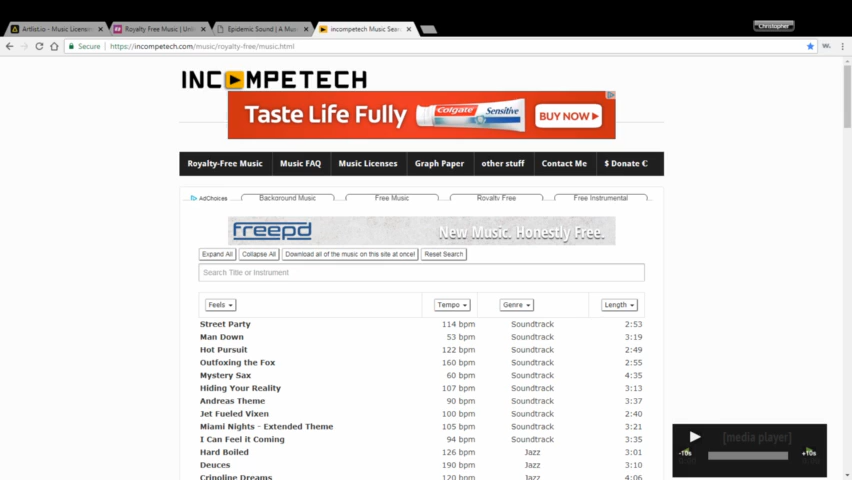 Artlist.io – Music Licensin
Royalty Free Music | Unli
Epidemic Sound | A Mus
incompetech Music Sear
Christopher
Secure
https://incompetech.com/music/royalty-free/music.html
INCOMPETECH
Taste Life Fully Colgate Sensitive BUY NOW
Royalty-Free Music Music FAQ Music Licenses Graph Paper other stuff Contact Me $ Donate €
AdChoices Background Music Free Music Royalty Free Free Instrumental
freepd New Music. Honestly Free.
Expand All Collapse All Download all of the music on this site at once! Reset Search
Search Title or Instrument
Feels Tempo Genre Length
Street Party 114 bpm Soundtrack 2:53
Man Down 53 bpm Soundtrack 3:19
Hot Pursuit 122 bpm Soundtrack 2:49
Outfoxing the Fox 160 bpm Soundtrack 2:55
Mystery Sax 60 bpm Soundtrack 4:35
Hiding Your Reality 107 bpm Soundtrack 3:13
Andreas Theme 90 bpm Soundtrack 3:37
Jet Fueled Vixen 100 bpm Soundtrack 2:40
Miami Nights - Extended Theme 105 bpm Soundtrack 3:21
I Can Feel it Coming 94 bpm Soundtrack 3:35
[media player]
-10s +10s
Hard Boiled 126 bpm Jazz 3:01
Deuces 190 bpm Jazz 3:10
Crinoline Dreams 120 bpm Jazz 4:06